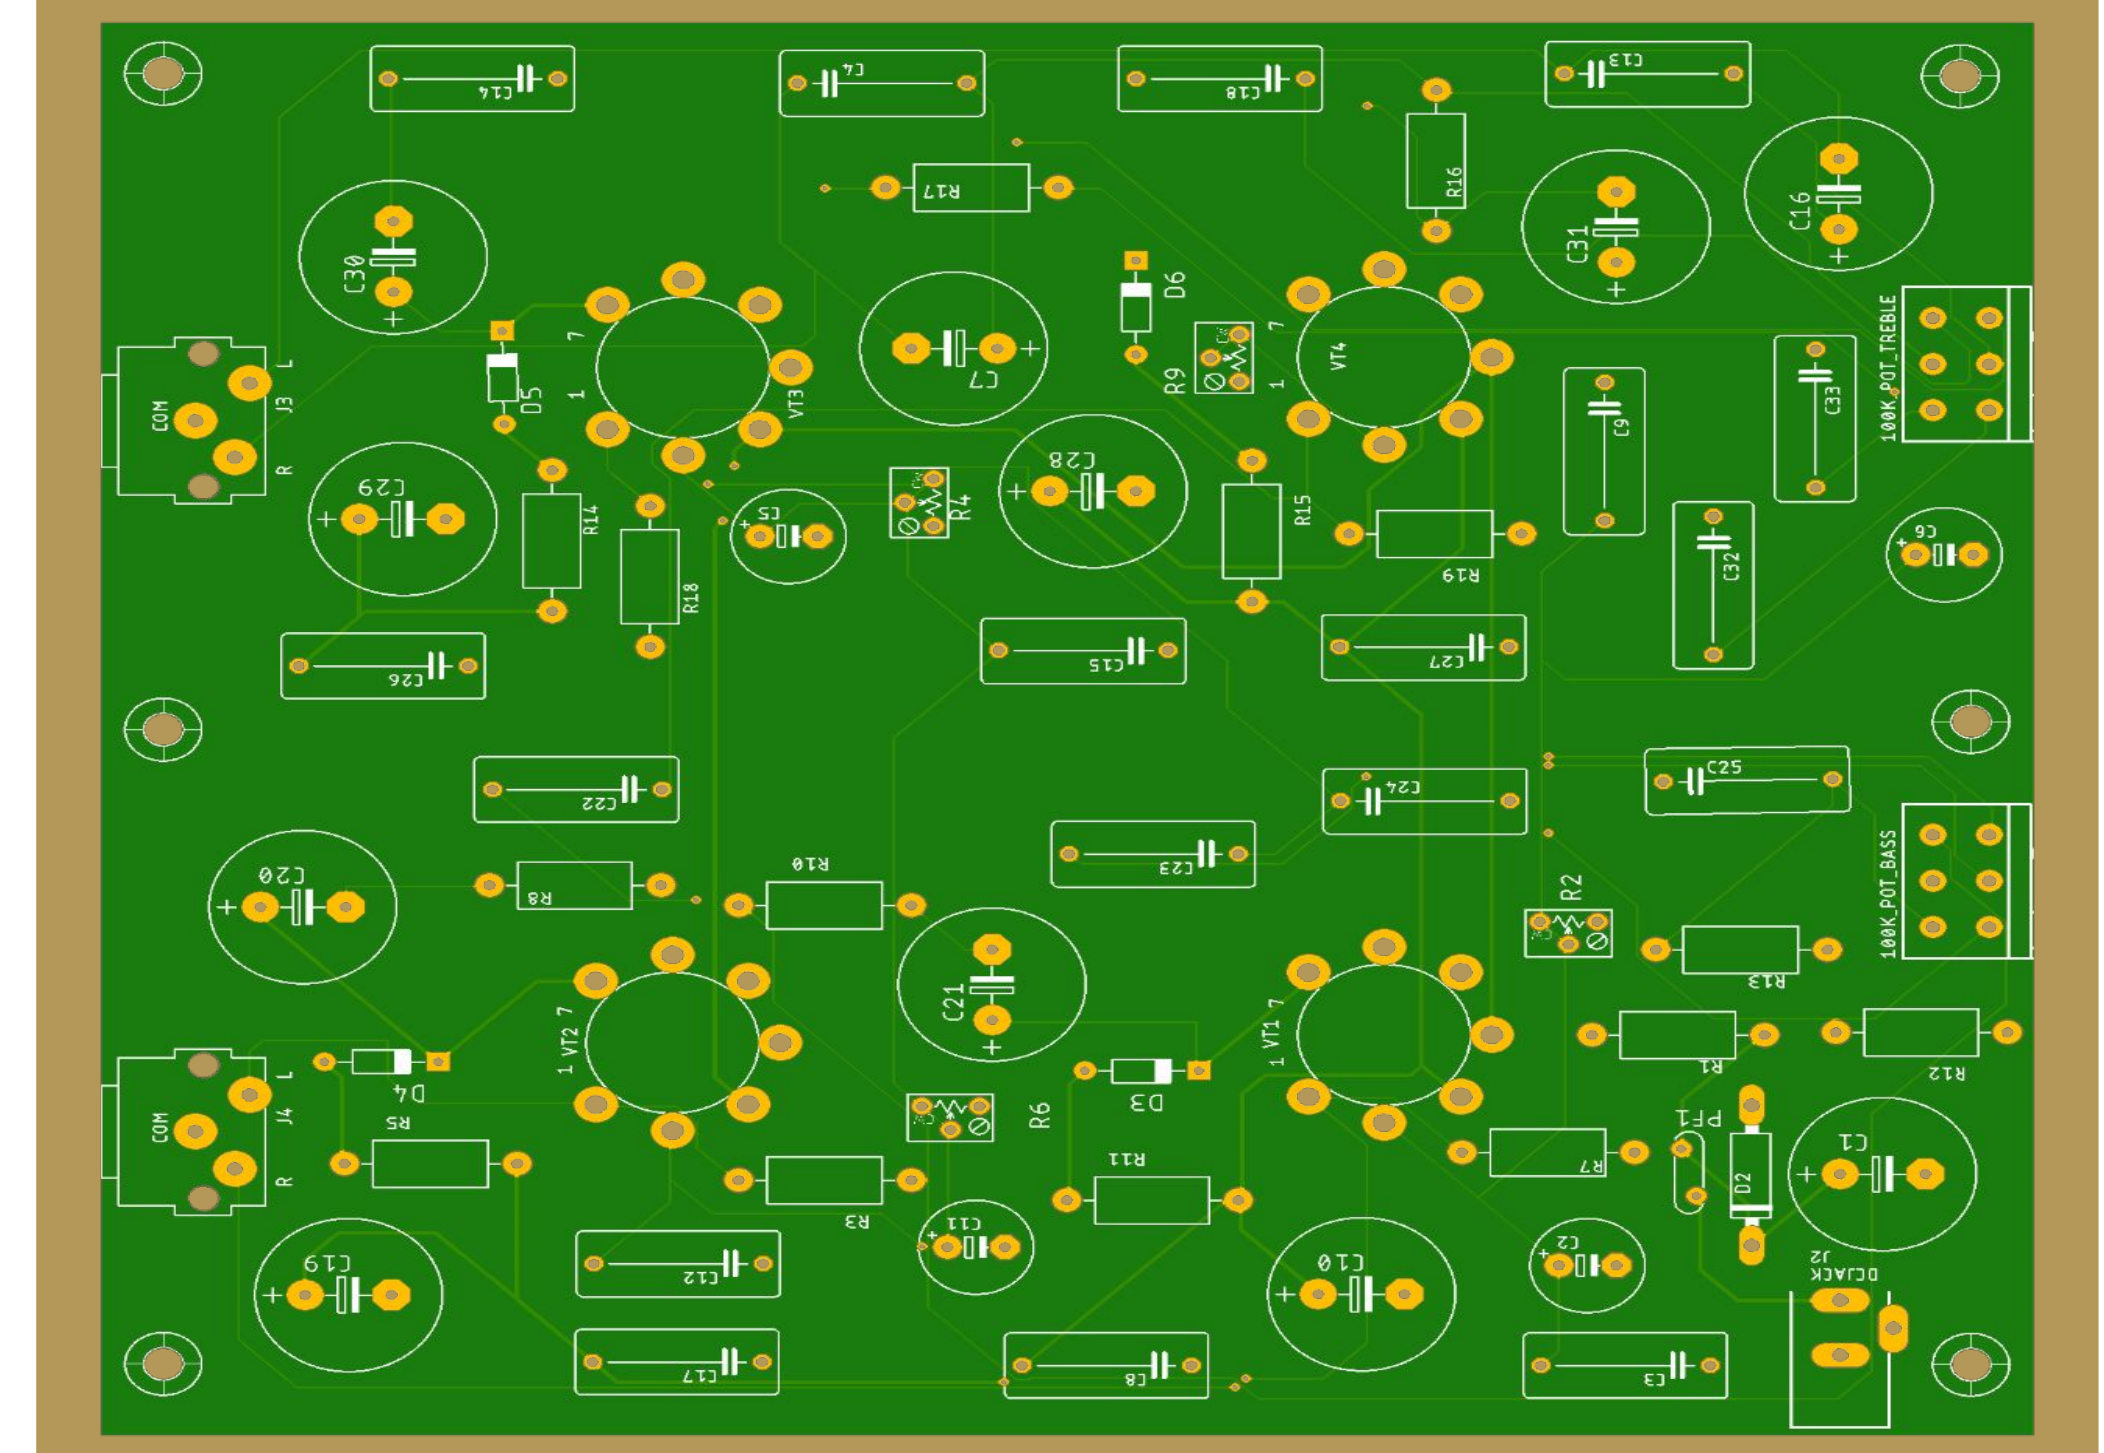 C14
C4
C18
C13
R17
R16
C30
+
C31
+
C16
+
D6
7
1
VT3
D5
C7
+
R9
7
1
VT4
100K_POT_TREBLE
C9
C33
L
J3
R
COM
C29
+
R14
R18
C5
+
R4
C28
+
R15
R19
C32
C6
+
C26
C15
C27
C22
C24
C25
C23
C20
+
R8
R10
R2
100K_POT_BASS
C21
+
R13
1 VT2 7
1 VT1 7
R1
R12
D4
D3
R6
L
J4
R
COM
R5
R3
R11
R7
PF1
D2
C1
+
C19
+
C12
C11
+
C10
+
C2
+
J2
DCJACK
C17
C8
C3